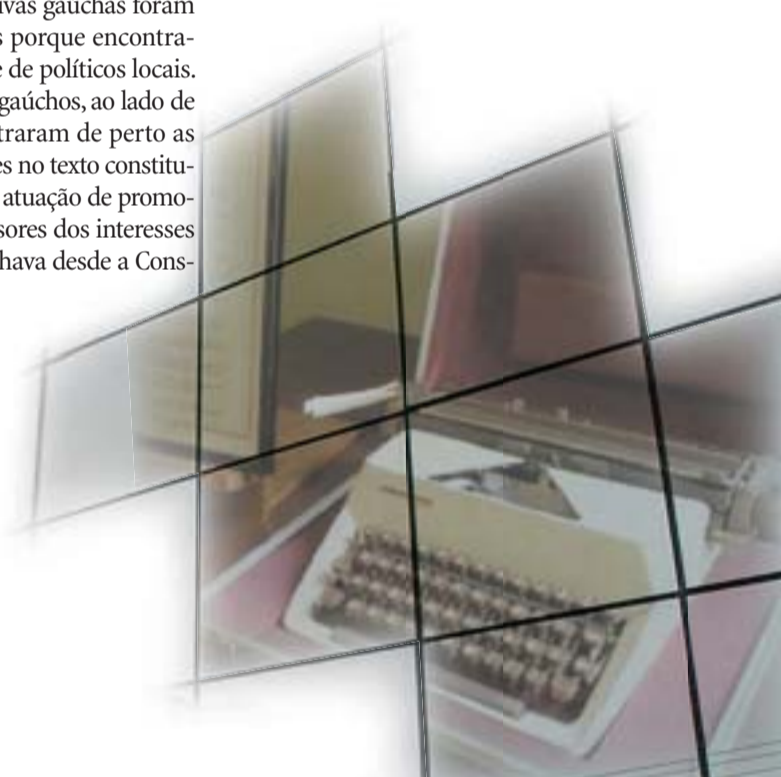 ivas gaúchas foram
s porque encontra-
e de políticos locais.
gaúchos, ao lado de
traram de perto as
es no texto constitu-
atuação de promo-
sores dos interesses
hava desde a Cons-